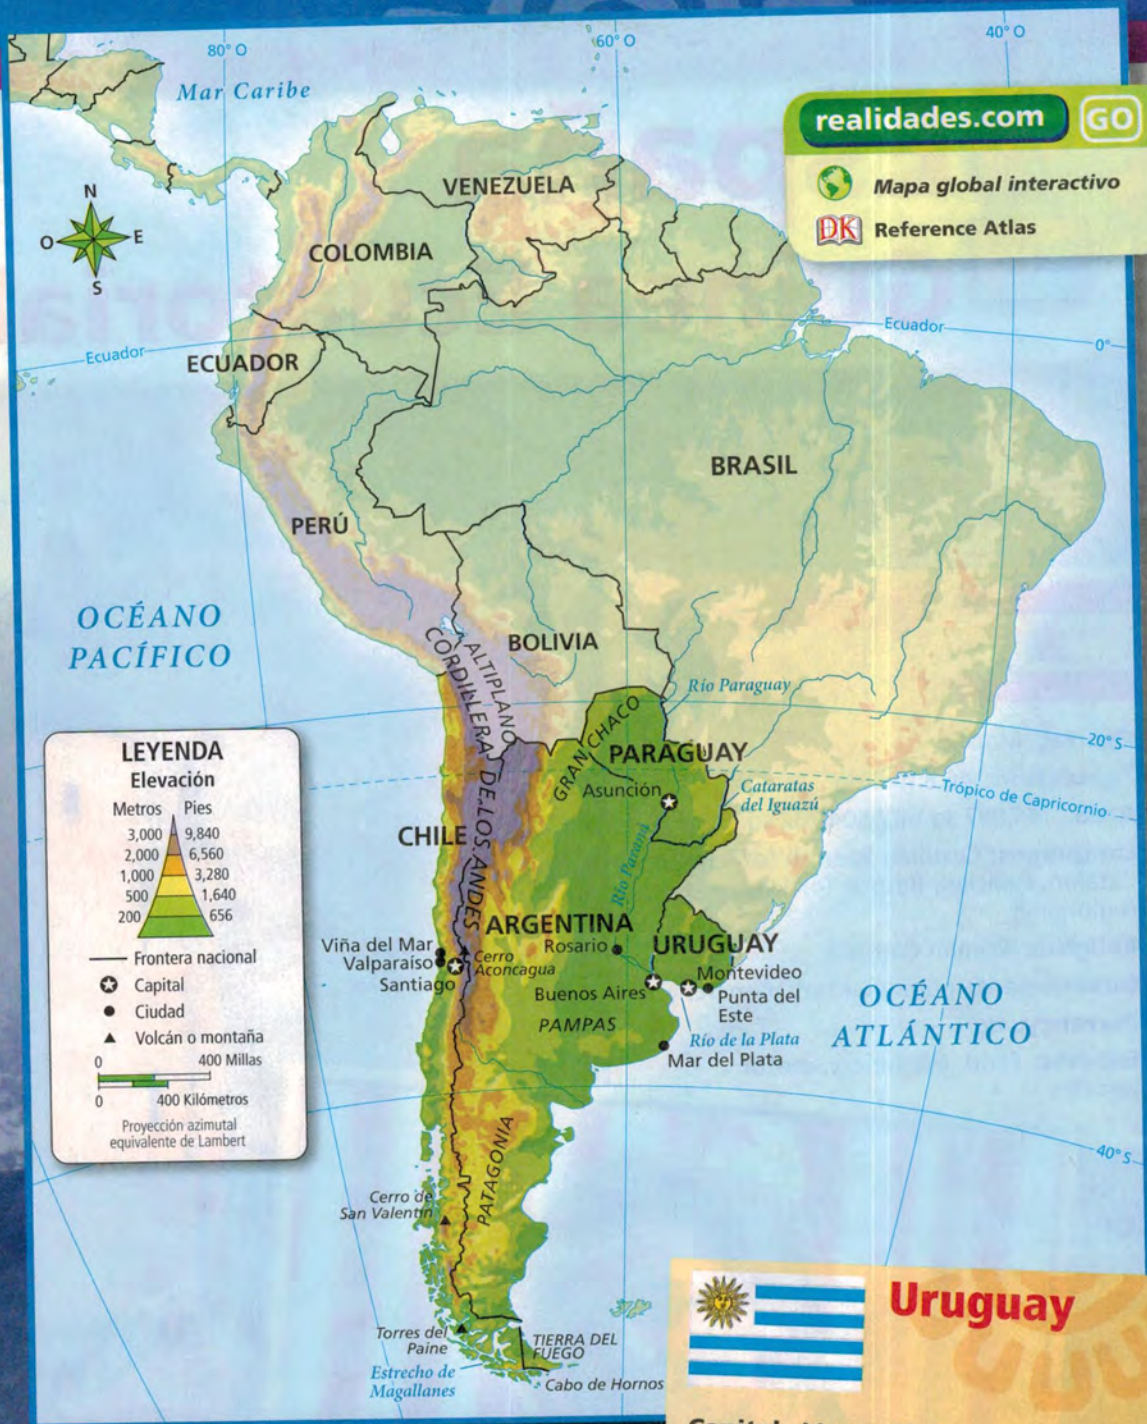 80° O
60° O
40° O
Mar Caribe
realidades.com GO
Mapa global interactivo
DK Reference Atlas
N
O E
S
VENEZUELA
COLOMBIA
Ecuador
Ecuador
0°
ECUADOR
BRASIL
PERÚ
OCÉANO
PACÍFICO
BOLIVIA
ALTIPLANO
CORDILLERA DE LOS ANDES
Río Paraguay
GRAN CHACO
20° S
PARAGUAY
Asunción
Cataratas
del Iguazú
Trópico de Capricornio
LEYENDA
Elevación
Metros Pies
3,000 9,840
2,000 6,560
1,000 3,280
500 1,640
200 656
Frontera nacional
Capital
Ciudad
Volcán o montaña
0 400 Millas
0 400 Kilómetros
Proyección azimutal
equivalente de Lambert
CHILE
Río Paraná
ARGENTINA
Viña del Mar
Valparaíso
Santiago
Cerro
Aconcagua
Rosario
URUGUAY
Montevideo
Buenos Aires
Punta del
Este
PAMPAS
Río de la Plata
Mar del Plata
OCÉANO
ATLÁNTICO
40° S
PATAGONIA
Cerro de
San Valentín
Torres del
Paine
TIERRA DEL
FUEGO
Estrecho de
Magallanes
Cabo de Hornos
Uruguay